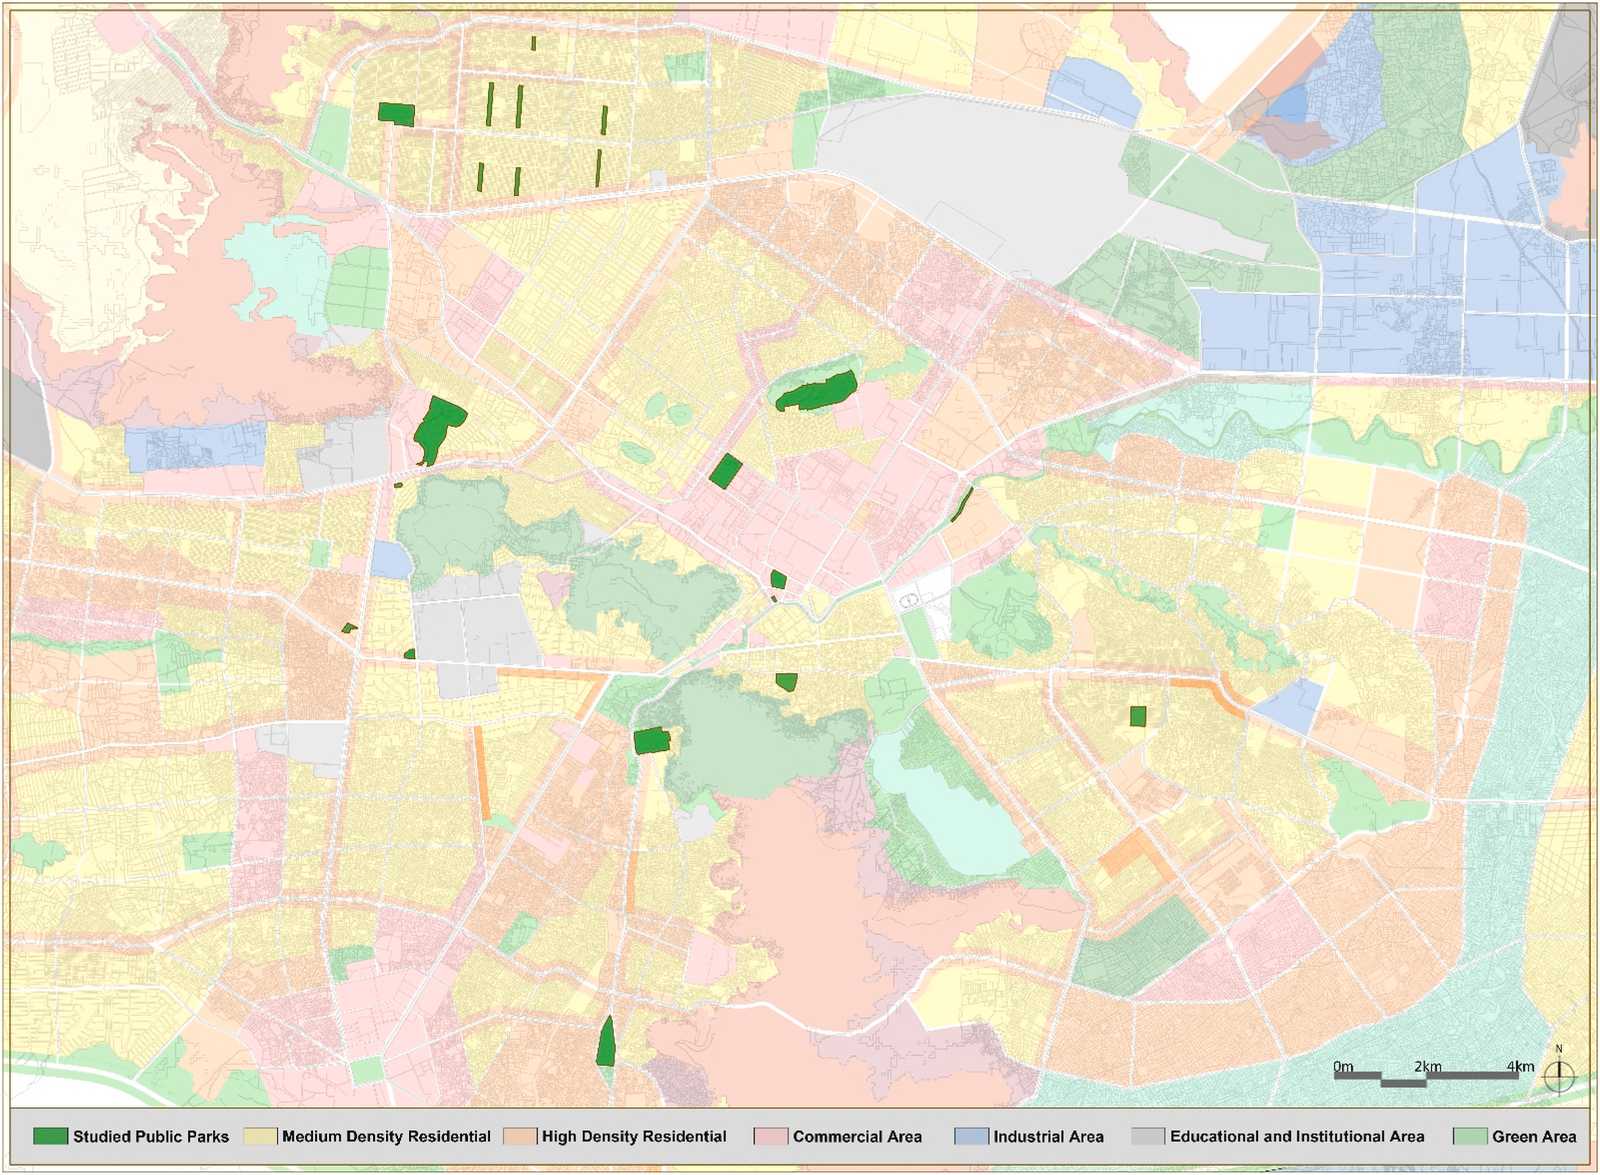 N
0m 2km 4km
Studied Public Parks Medium Density Residential High Density Residential Commercial Area Industrial Area Educational and Institutional Area Green Area